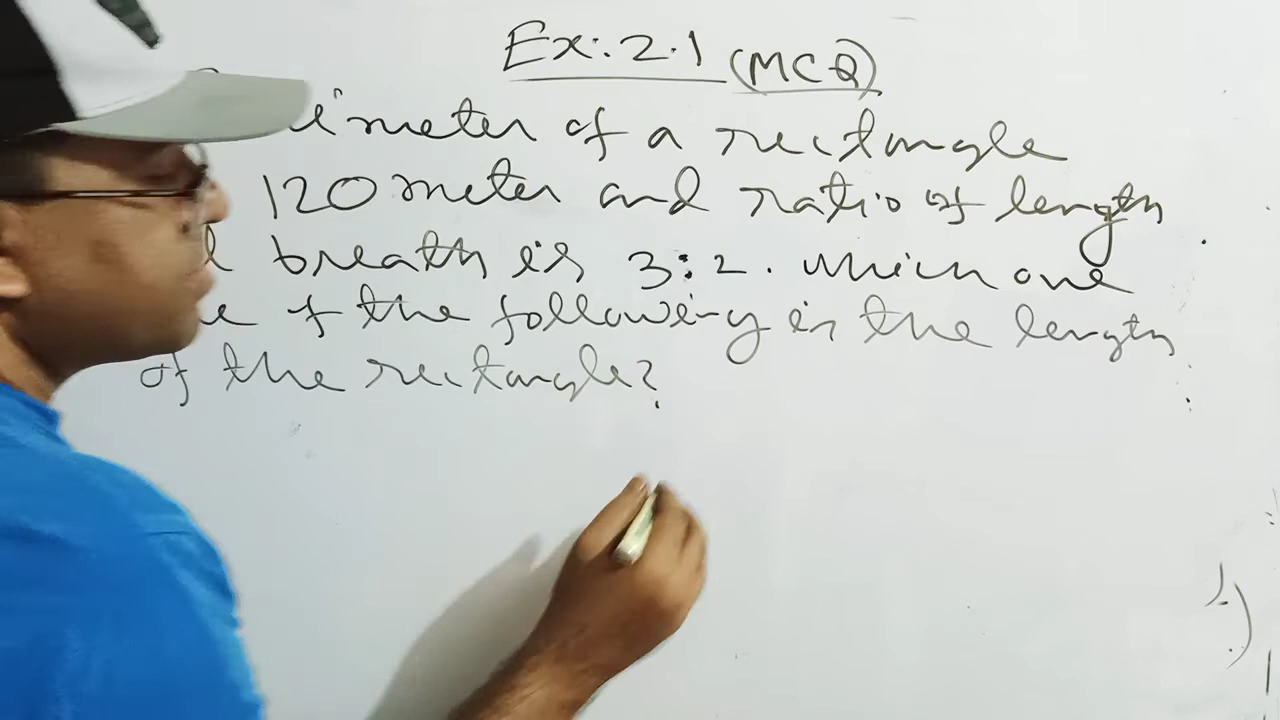 Ex:.2.1 (MCQ)
meter of a rectangle
120 meter and ratio of length
breath is 3:2. which one
of the following is the length
of the rectangle?